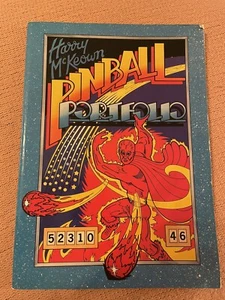 Harry
McKeown
PINBALL
PORTFOLIO
52310 46